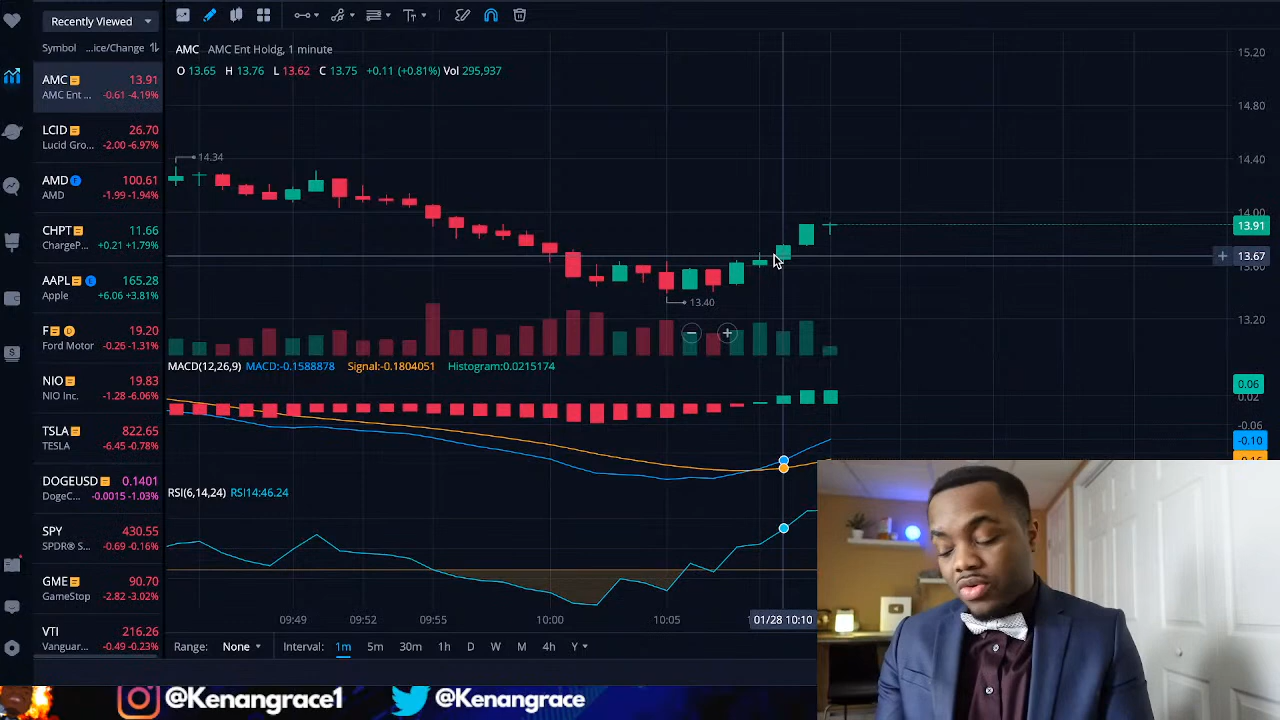 Recently Viewed
Symbol ...ice/Change
AMC 13.91
AMC Ent ... -0.61 -4.19%
LCID 26.70
Lucid Gro... -2.00 -6.97%
AMD 100.61
AMD -1.99 -1.94%
CHPT 11.66
ChargeP... +0.21 +1.79%
AAPL 165.28
Apple +6.06 +3.81%
F 19.20
Ford Motor -0.26 -1.31%
NIO 19.83
NIO Inc. -1.28 -6.06%
TSLA 822.65
TESLA -6.45 -0.78%
DOGEUSD 0.1401
DogeC... -0.0015 -1.03%
SPY 430.55
SPDR® S... -0.69 -0.16%
GME 90.70
GameStop -2.82 -3.02%
VTI 216.26
Vanguar... -0.49 -0.23%
AMC AMC Ent Holdg, 1 minute
O 13.65 H 13.76 L 13.62 C 13.75 +0.11 (+0.81%) Vol 295,937
14.34
13.40
15.20
14.80
14.40
14.00
13.91
13.67
13.60
13.20
MACD(12,26,9) MACD:-0.1588878 Signal:-0.1804051 Histogram:0.0215174
0.06
0.02
-0.06
-0.10
-0.16
RSI(6,14,24) RSI14:46.24
09:49 09:52 09:55 10:00 10:05 01/28 10:10
Range: None Interval: 1m 5m 30m 1h D W M 4h Y
@Kenangrace1 @Kenangrace